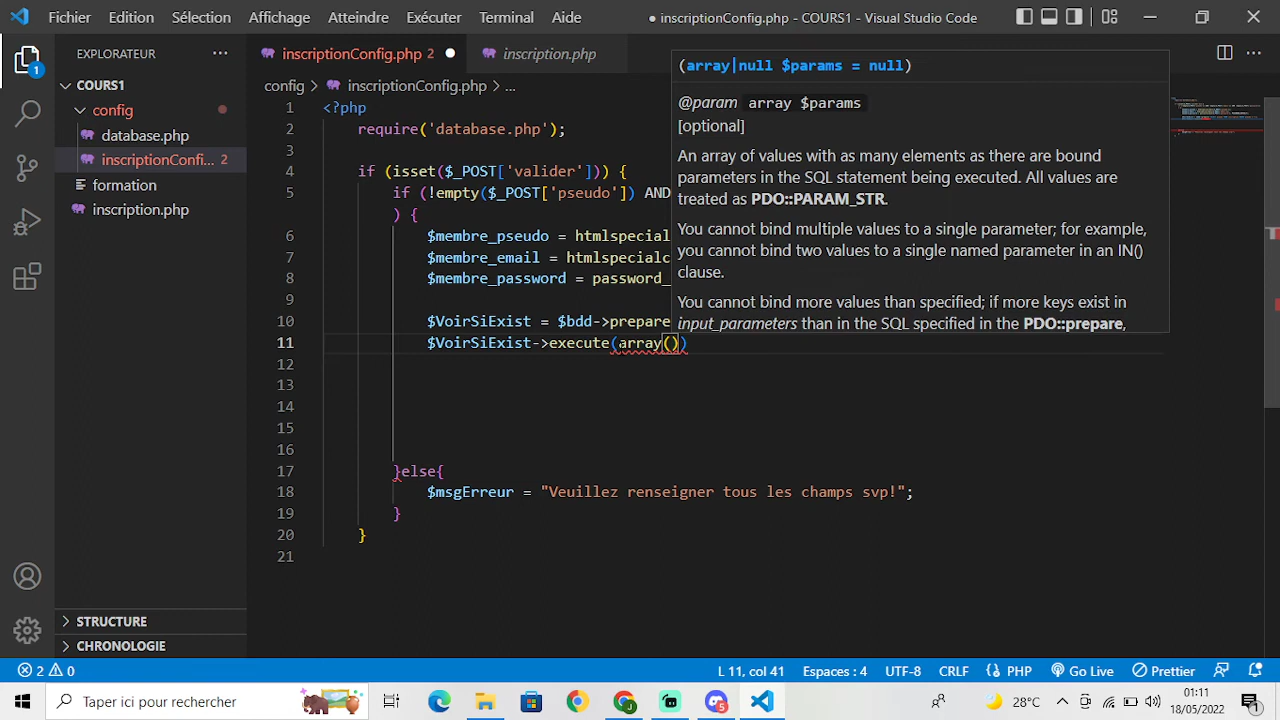 Fichier Edition Sélection Affichage Atteindre Exécuter Terminal Aide
● inscriptionConfig.php - COURS1 - Visual Studio Code
EXPLORATEUR
COURS1
config
database.php
inscriptionConfi... 2
formation
inscription.php
STRUCTURE
CHRONOLOGIE
inscriptionConfig.php 2 ●
inscription.php
config > inscriptionConfig.php > ...
1 <?php
2 require('database.php');
3
4 if (isset($_POST['valider'])) {
5 if (!empty($_POST['pseudo']) AND
) {
6 $membre_pseudo = htmlspecial
7 $membre_email = htmlspecialc
8 $membre_password = password_
9
10 $VoirSiExist = $bdd->prepare
11 $VoirSiExist->execute(array())
12
13
14
15
16
17 }else{
18 $msgErreur = "Veuillez renseigner tous les champs svp!";
19 }
20 }
21
(array|null $params = null)
@param array $params
[optional]
An array of values with as many elements as there are bound
parameters in the SQL statement being executed. All values are
treated as PDO::PARAM_STR.
You cannot bind multiple values to a single parameter; for example,
you cannot bind two values to a single named parameter in an IN()
clause.
You cannot bind more values than specified; if more keys exist in
input_parameters than in the SQL specified in the PDO::prepare,
1
2 0
L 11, col 41 Espaces : 4 UTF-8 CRLF PHP Go Live Prettier
Taper ici pour rechercher
5
28°C
01:11
18/05/2022
1